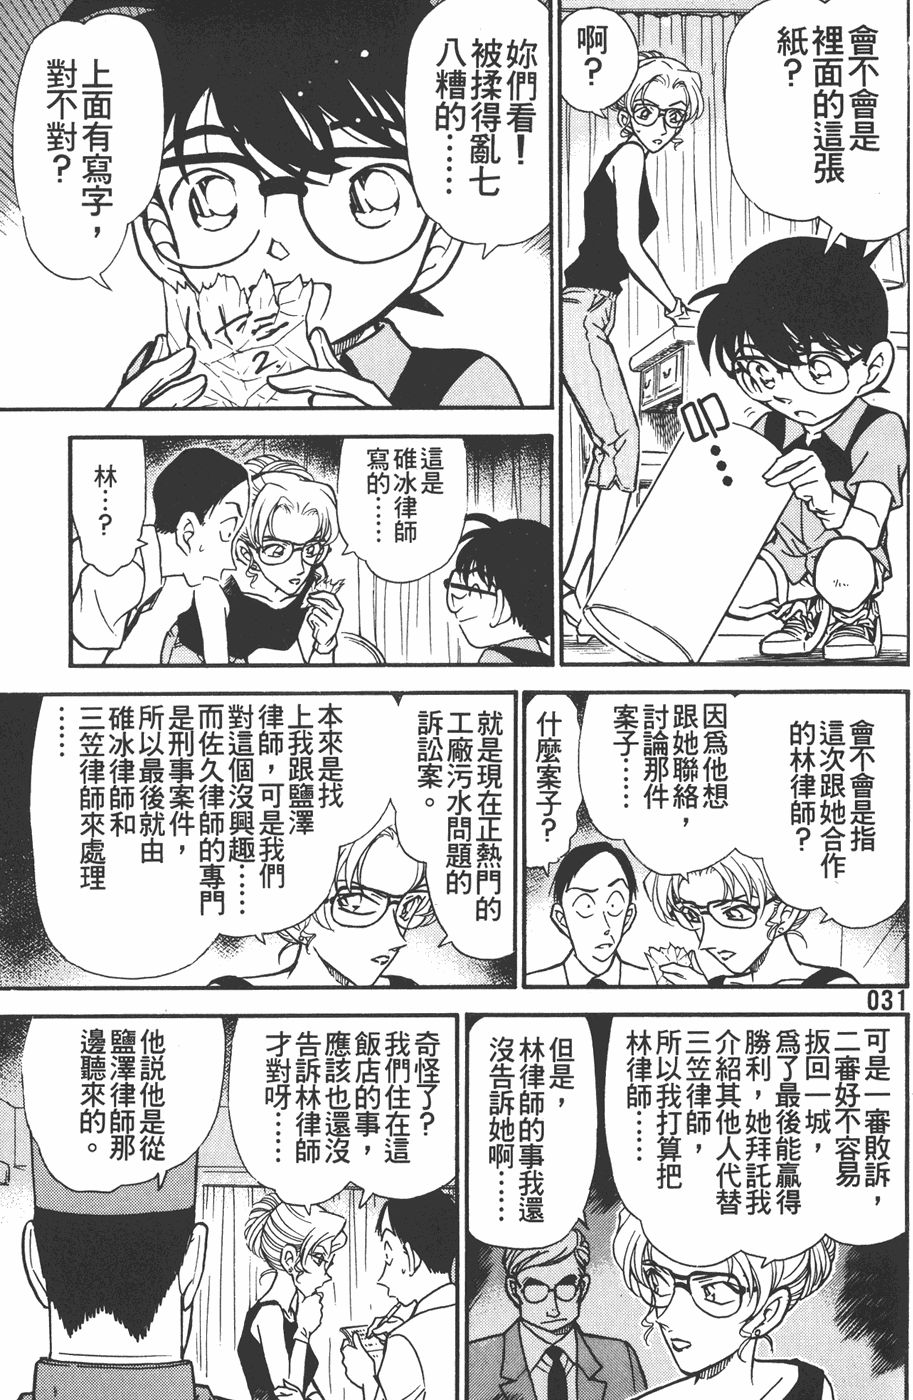 會不會是
裡面的這張
紙？
啊？
叩……
妳們看！
被揉得亂七
八糟的……
上面有寫字，
對不對？
這是
碓冰律師
寫的……
林…？
會不會是指
這次跟她合作
的林律師？
因為他想
跟她聯絡，
討論那件
案子……
什麼案子？
就是現在正熱門的
工廠污水問題的
訴訟案。
本來是找
上我跟鹽澤
律師，可是我們
對這個沒興趣……
而佐久律師的專門
是刑事案件，
所以最後就由
碓冰律師和
三笠律師來處理
……
031
可是一審敗訴，
二審好不容易
扳回一城，
為了最後能贏得
勝利，她拜託我
介紹其他人代替
三笠律師，
所以我打算把
林律師……
但是，
林律師的事我還
沒告訴她啊……
奇怪了？
我們住在這
飯店的事，
應該也還沒
告訴林律師
才對呀……
他說他是從
鹽澤律師那
邊聽來的。